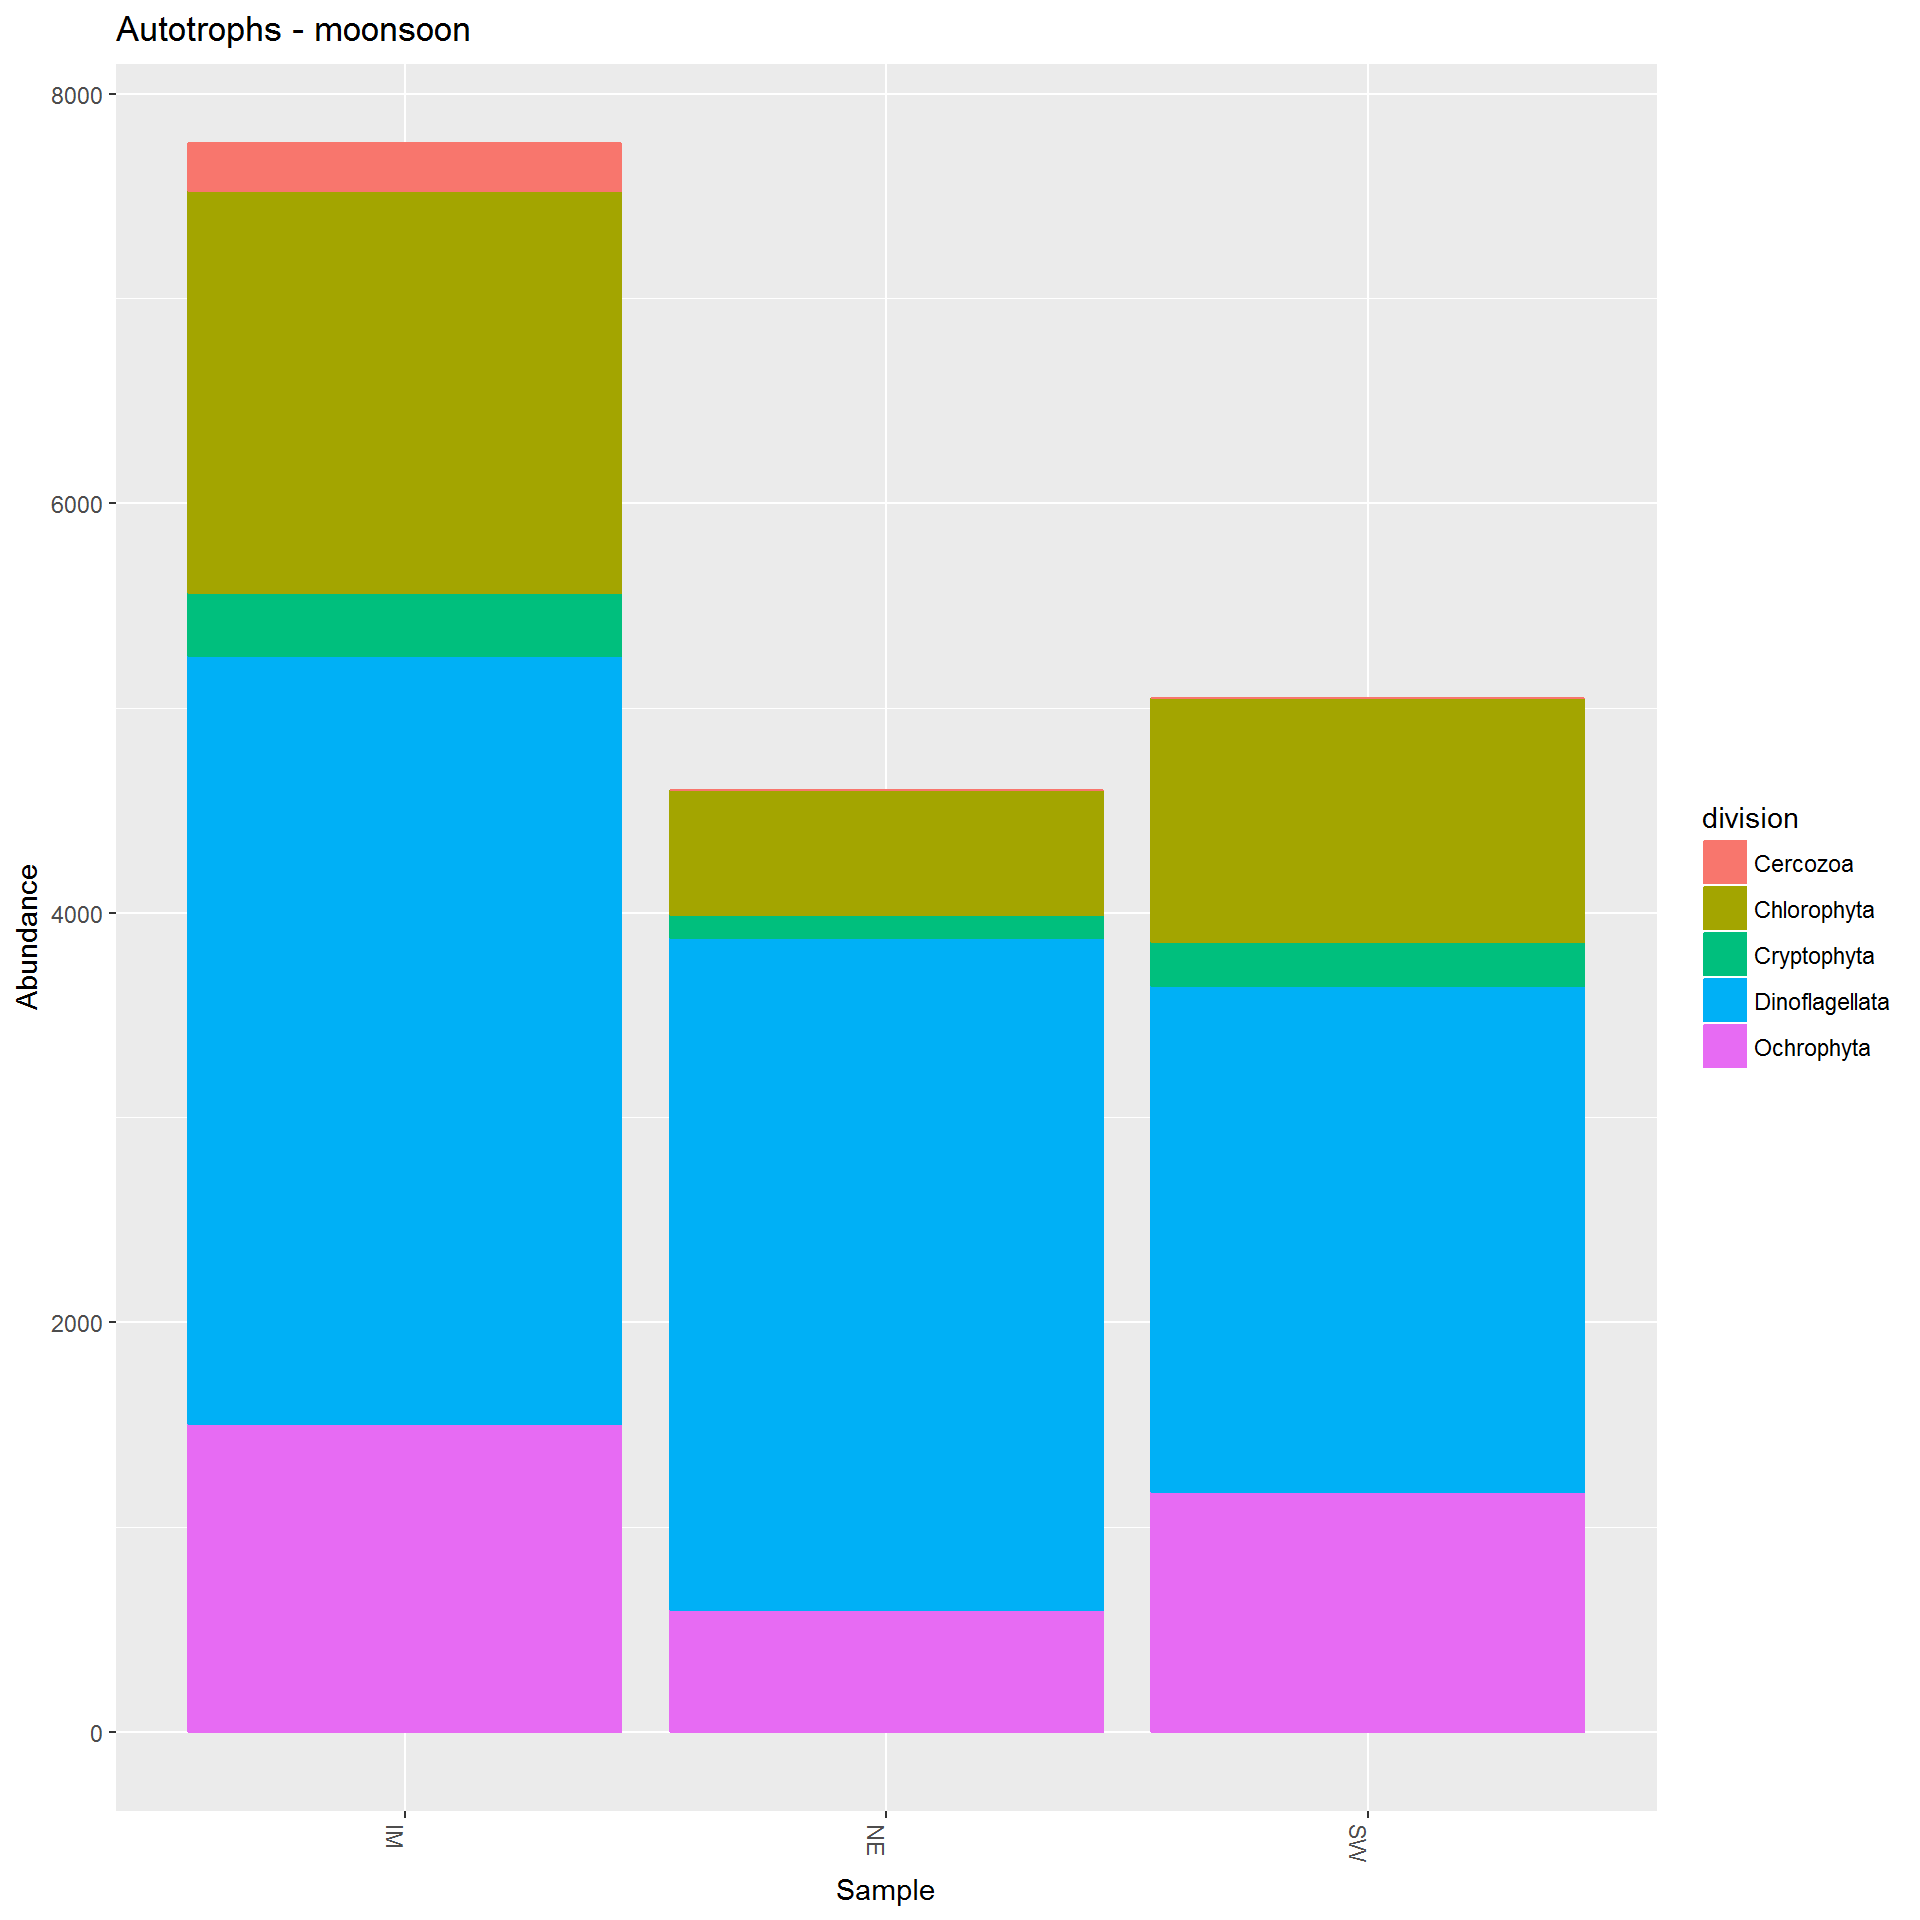 Autotrophs - moonsoon
8000
6000
4000
2000
0
Abundance
IM
NE
SW
Sample
division
Cercozoa
Chlorophyta
Cryptophyta
Dinoflagellata
Ochrophyta